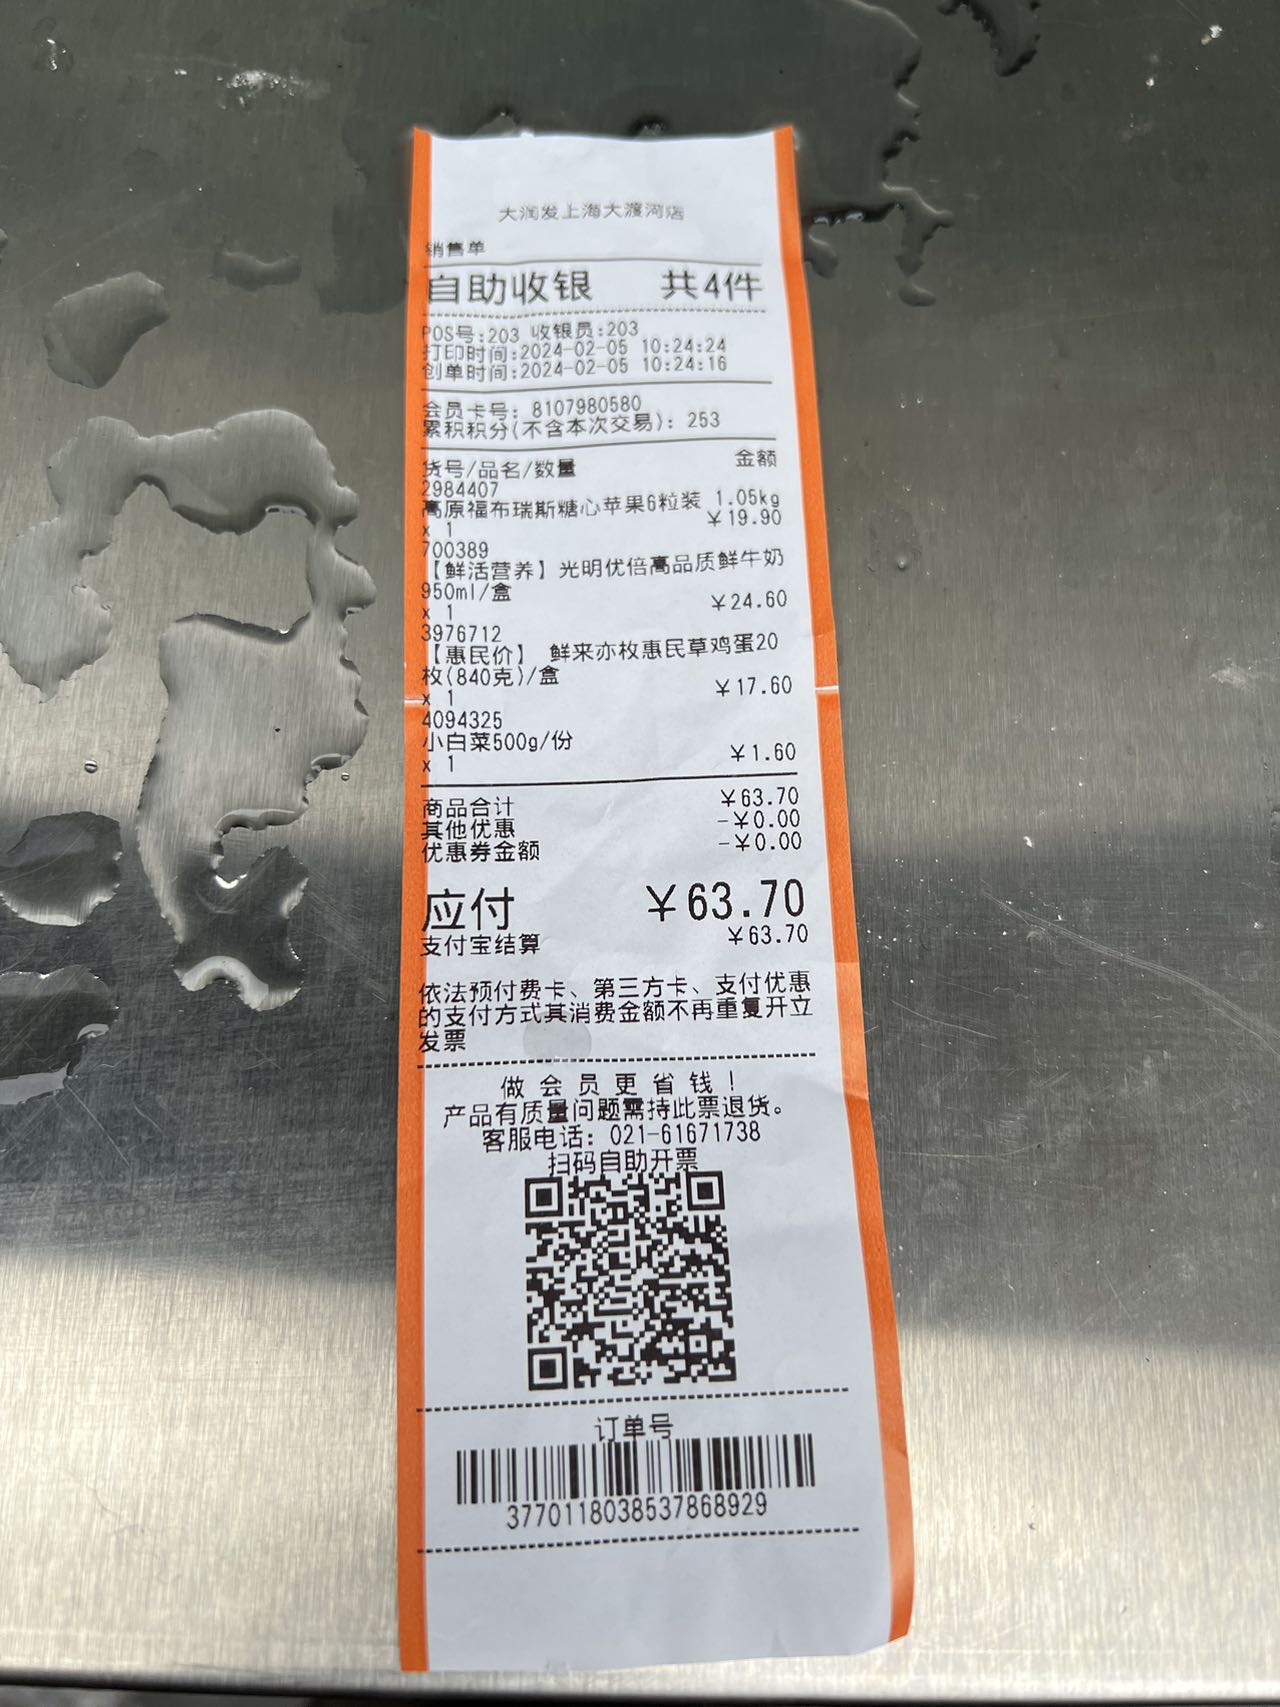 大润发上海大渡河店
销售单
自助收银 共4件
POS号:203 收银员:203
打印时间:2024-02-05 10:24:24
创单时间:2024-02-05 10:24:16
会员卡号: 8107980580
累积积分(不含本次交易): 253
货号/品名/数量 金额
2984407
高原福布瑞斯糖心苹果6粒装 1.05kg
x 1 ￥19.90
700389
【鲜活营养】光明优倍高品质鲜牛奶
950ml/盒
x 1 ￥24.60
3976712
【惠民价】 鲜来亦枚惠民草鸡蛋20
枚(840克)/盒
x 1 ￥17.60
4094325
小白菜500g/份
x 1 ￥1.60
商品合计 ￥63.70
其他优惠 -￥0.00
优惠券金额 -￥0.00
应付 ￥63.70
支付宝结算 ￥63.70
依法预付费卡、第三方卡、支付优惠
的支付方式其消费金额不再重复开立
发票
做会员更省钱!
产品有质量问题需持此票退货。
客服电话: 021-61671738
扫码自助开票
订单号
3770118038537868929